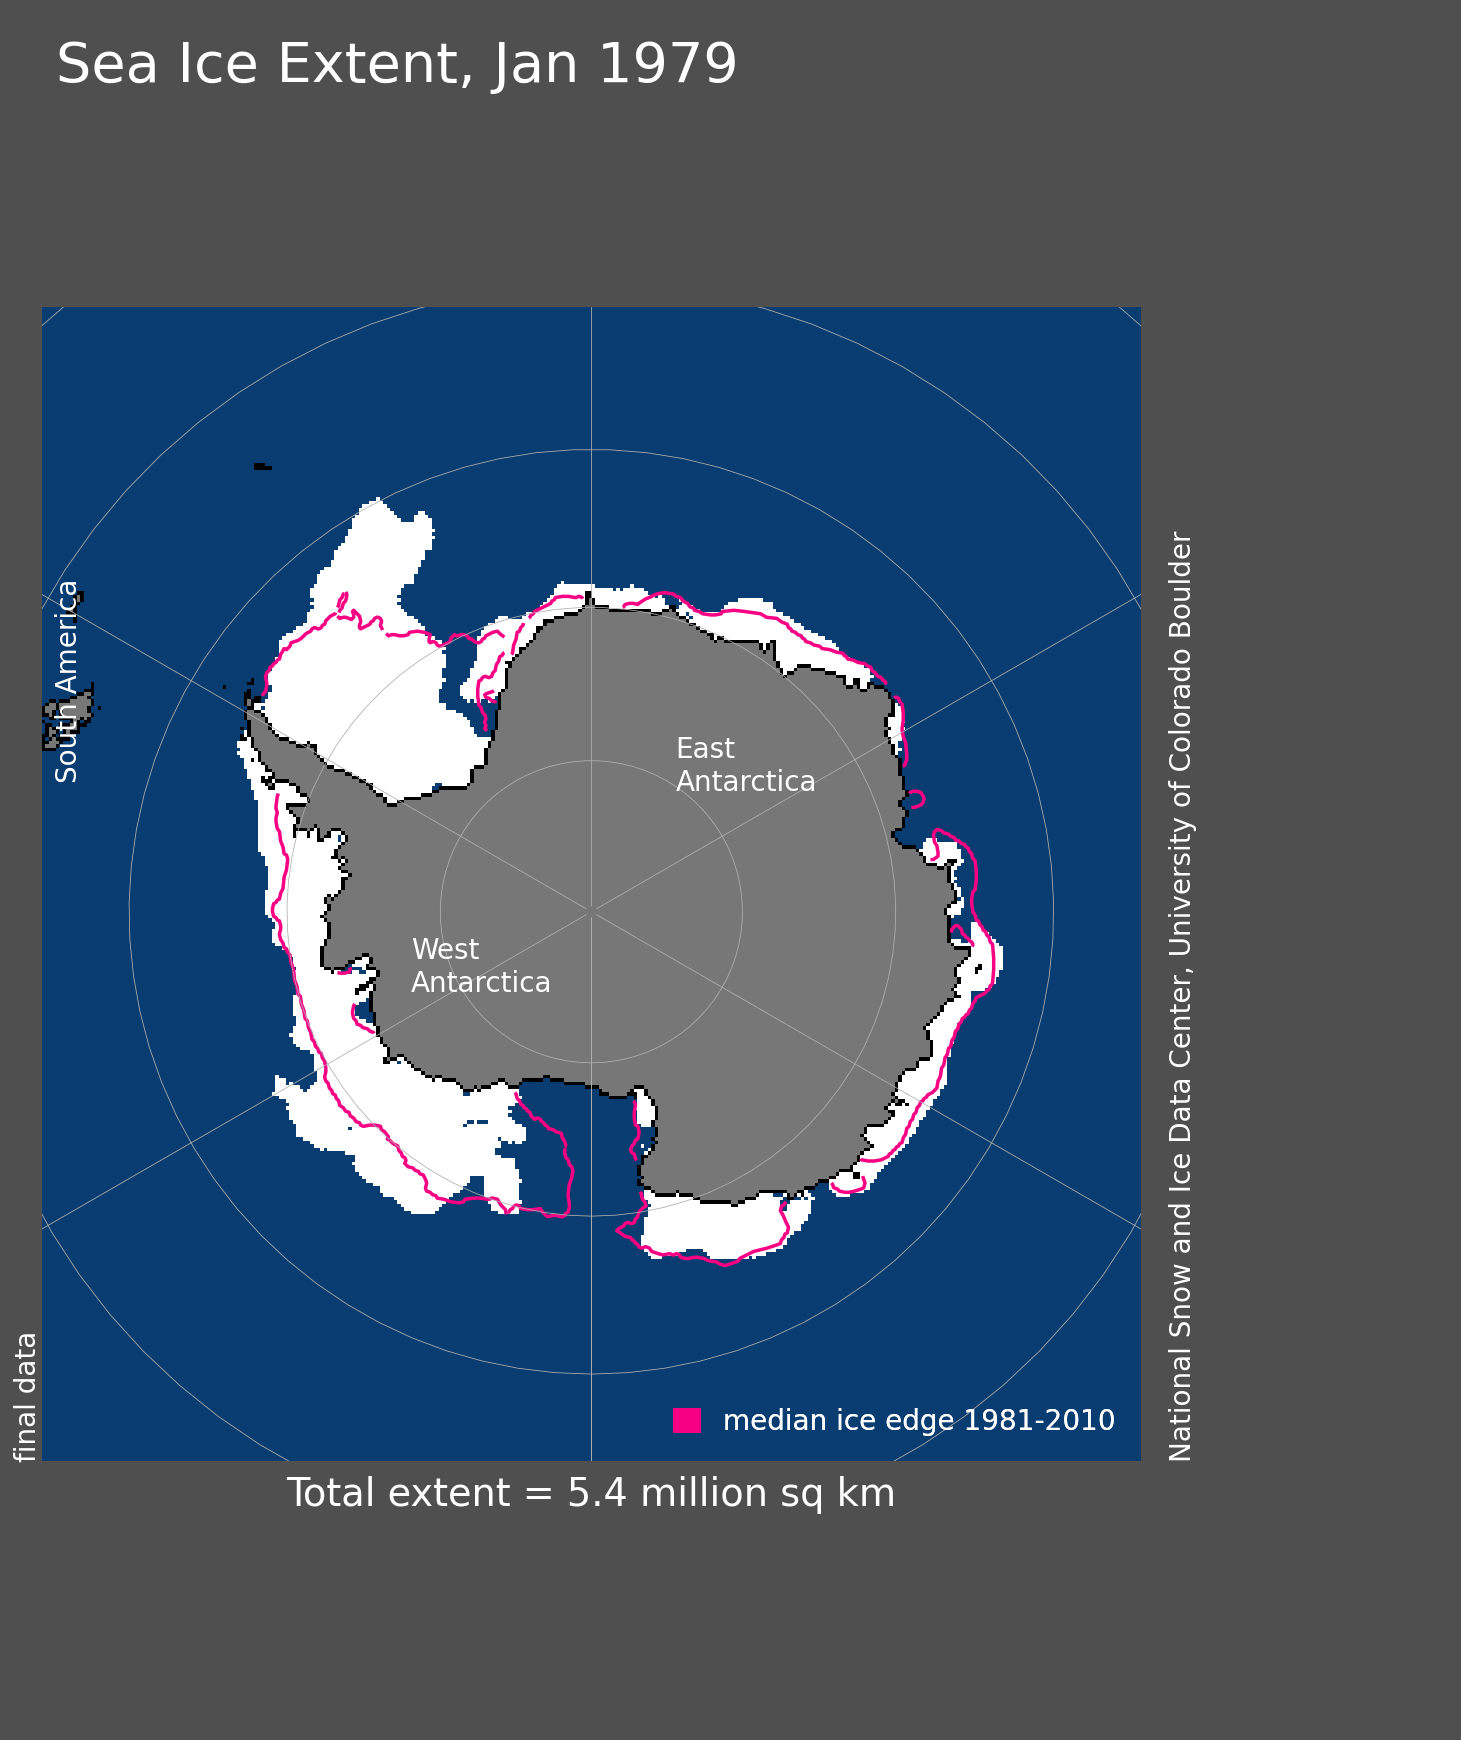 Sea Ice Extent, Jan 1979
South America
East
Antarctica
West
Antarctica
median ice edge 1981-2010
final data
National Snow and Ice Data Center, University of Colorado Boulder
Total extent = 5.4 million sq km